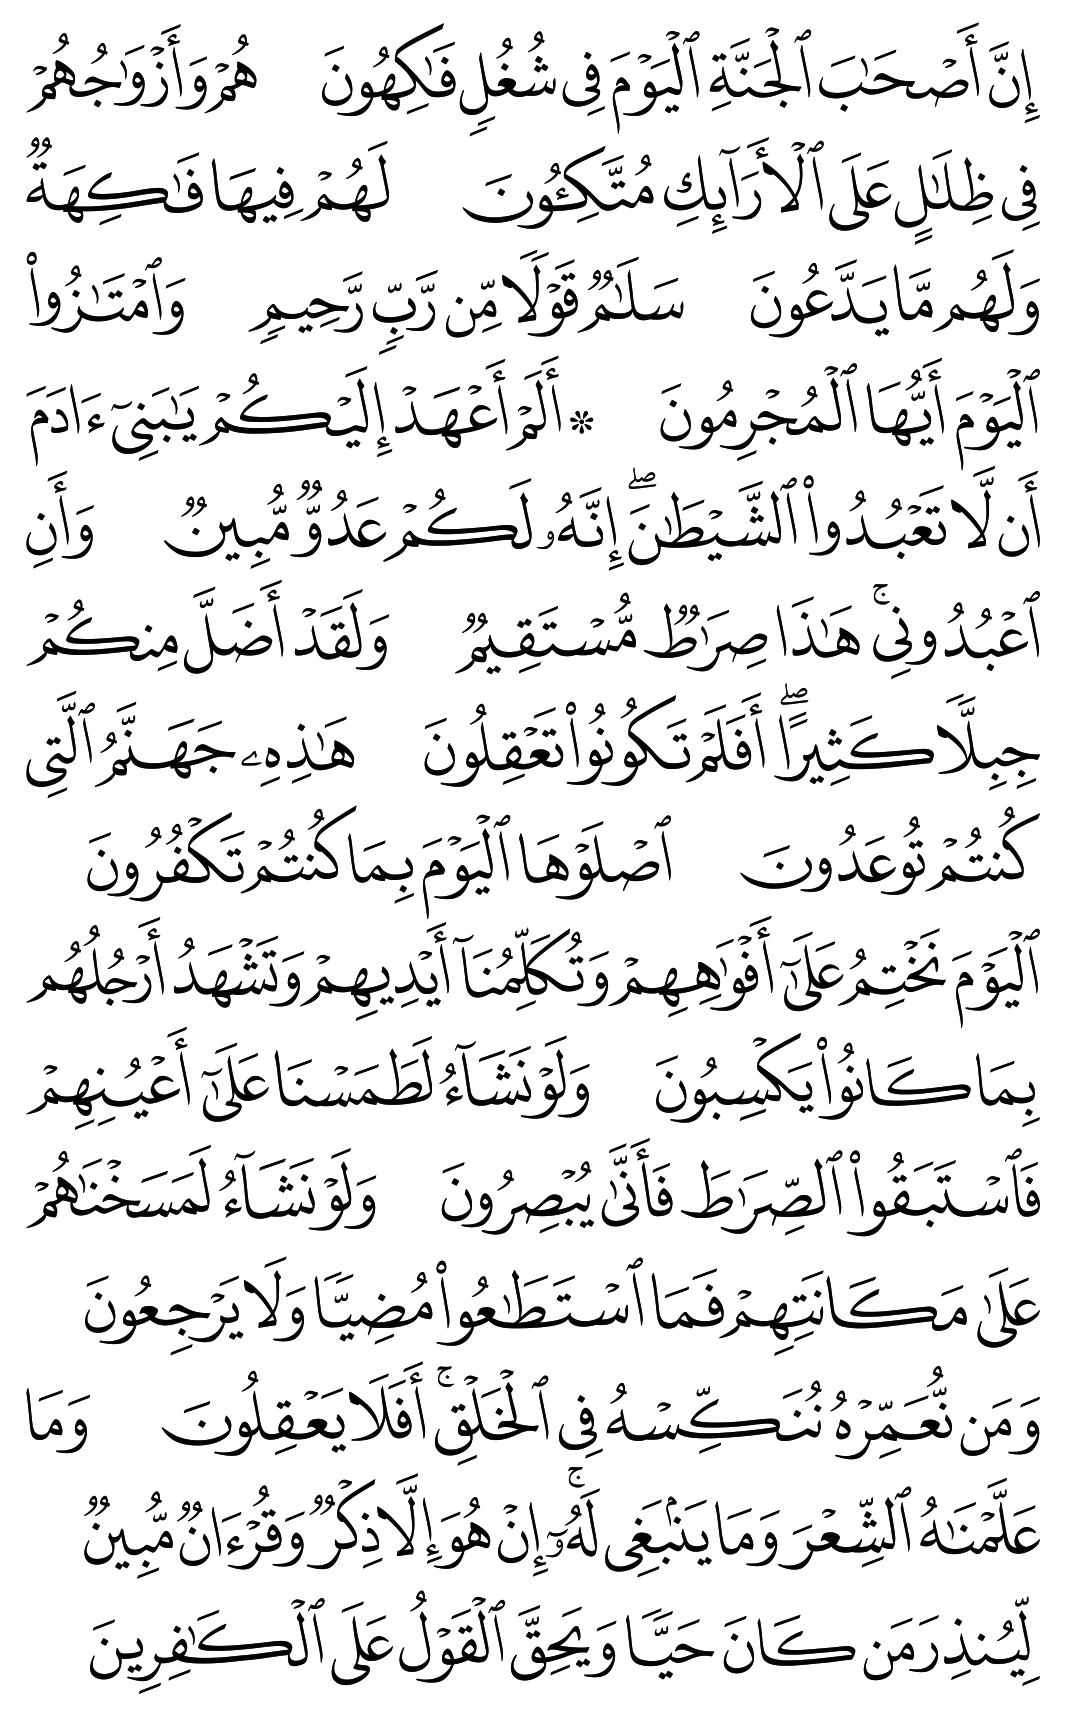 إِنَّ أَصْحَٰبَ ٱلْجَنَّةِ ٱلْيَوْمَ فِى شُغُلٍ فَٰكِهُونَ هُمْ وَأَزْوَٰجُهُمْ
فِى ظِلَٰلٍ عَلَى ٱلْأَرَآئِكِ مُتَّكِـُٔونَ لَهُمْ فِيهَا فَٰكِهَةٌ
وَلَهُم مَّا يَدَّعُونَ سَلَٰمٌ قَوْلًا مِّن رَّبٍّ رَّحِيمٍ وَٱمْتَٰزُوا۟
ٱلْيَوْمَ أَيُّهَا ٱلْمُجْرِمُونَ * أَلَمْ أَعْهَدْ إِلَيْكُمْ يَٰبَنِىٓ ءَادَمَ
أَن لَّا تَعْبُدُوا۟ ٱلشَّيْطَٰنَ ۖ إِنَّهُۥ لَكُمْ عَدُوٌّ مُّبِينٌ وَأَنِ
ٱعْبُدُونِى ۚ هَٰذَا صِرَٰطٌ مُّسْتَقِيمٌ وَلَقَدْ أَضَلَّ مِنكُمْ
جِبِلًّا كَثِيرًا ۖ أَفَلَمْ تَكُونُوا۟ تَعْقِلُونَ هَٰذِهِۦ جَهَنَّمُ ٱلَّتِى
كُنتُمْ تُوعَدُونَ ٱصْلَوْهَا ٱلْيَوْمَ بِمَا كُنتُمْ تَكْفُرُونَ
ٱلْيَوْمَ نَخْتِمُ عَلَىٰٓ أَفْوَٰهِهِمْ وَتُكَلِّمُنَآ أَيْدِيهِمْ وَتَشْهَدُ أَرْجُلُهُم
بِمَا كَانُوا۟ يَكْسِبُونَ وَلَوْ نَشَآءُ لَطَمَسْنَا عَلَىٰٓ أَعْيُنِهِمْ
فَٱسْتَبَقُوا۟ ٱلصِّرَٰطَ فَأَنَّىٰ يُبْصِرُونَ وَلَوْ نَشَآءُ لَمَسَخْنَٰهُمْ
عَلَىٰ مَكَانَتِهِمْ فَمَا ٱسْتَطَٰعُوا۟ مُضِيًّا وَلَا يَرْجِعُونَ
وَمَن نُّعَمِّرْهُ نُنَكِّسْهُ فِى ٱلْخَلْقِ ۚ أَفَلَا يَعْقِلُونَ وَمَا
عَلَّمْنَٰهُ ٱلشِّعْرَ وَمَا يَنۢبَغِى لَهُۥٓ ۚ إِنْ هُوَ إِلَّا ذِكْرٌ وَقُرْءَانٌ مُّبِينٌ
لِّيُنذِرَ مَن كَانَ حَيًّا وَيَحِقَّ ٱلْقَوْلُ عَلَى ٱلْكَٰفِرِينَ